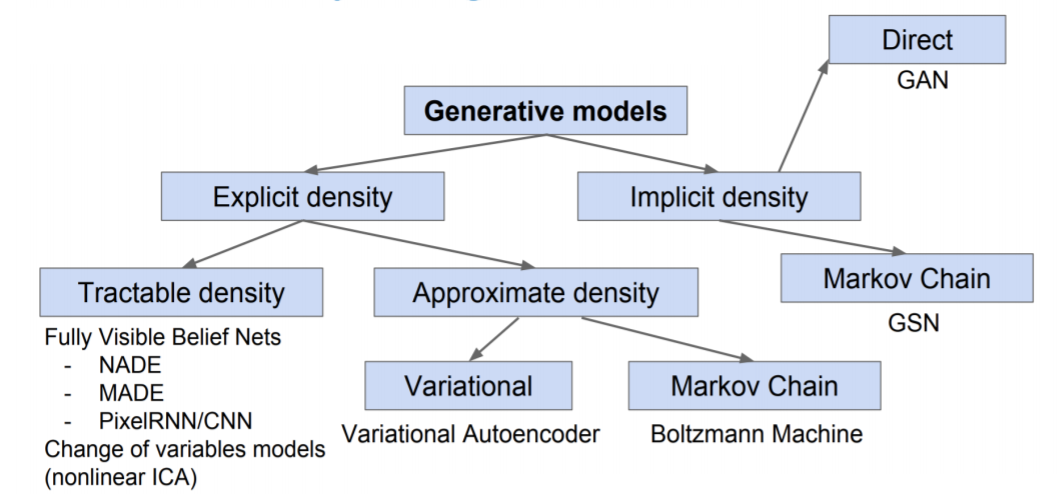 Direct
GAN
Generative models
Explicit density
Implicit density
Tractable density
Approximate density
Markov Chain
GSN
Fully Visible Belief Nets
- NADE
- MADE
- PixelRNN/CNN
Change of variables models
(nonlinear ICA)
Variational
Variational Autoencoder
Markov Chain
Boltzmann Machine